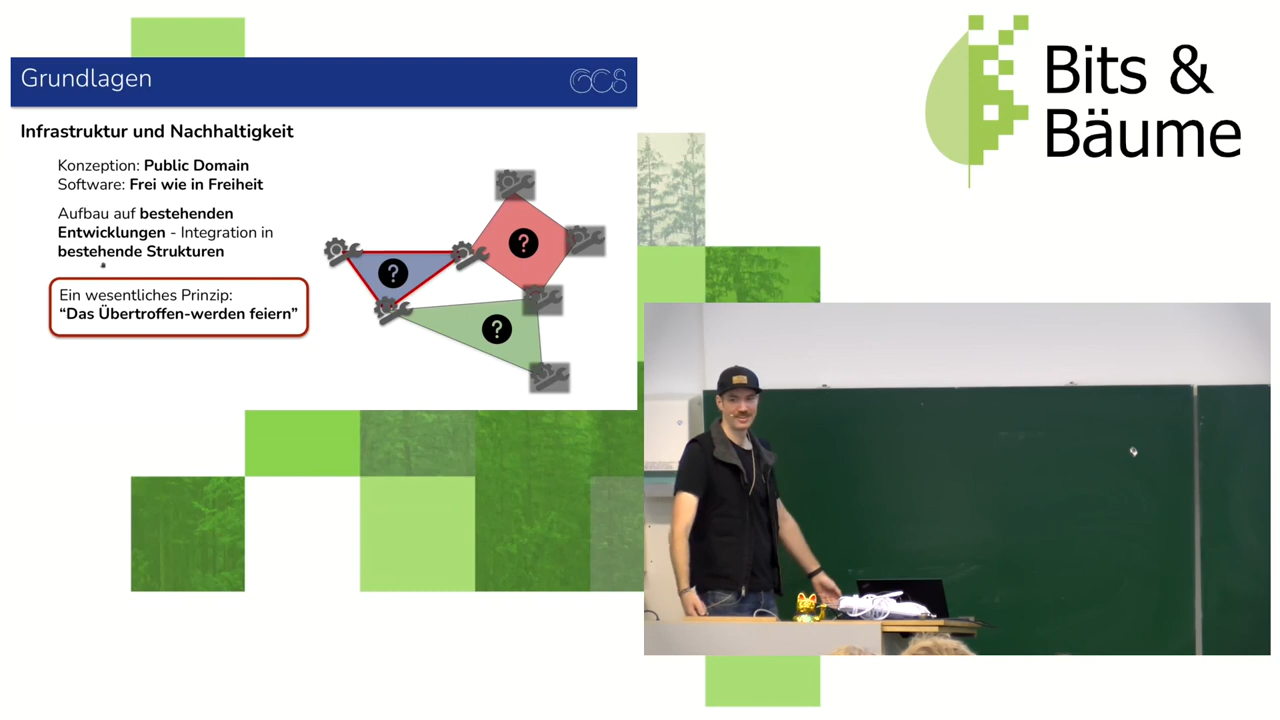 Grundlagen
GCS
Infrastruktur und Nachhaltigkeit
Konzeption: Public Domain
Software: Frei wie in Freiheit
Aufbau auf bestehenden
Entwicklungen - Integration in
bestehende Strukturen
Ein wesentliches Prinzip:
“Das Übertroffen-werden feiern”
?
?
?
Bits &
Bäume